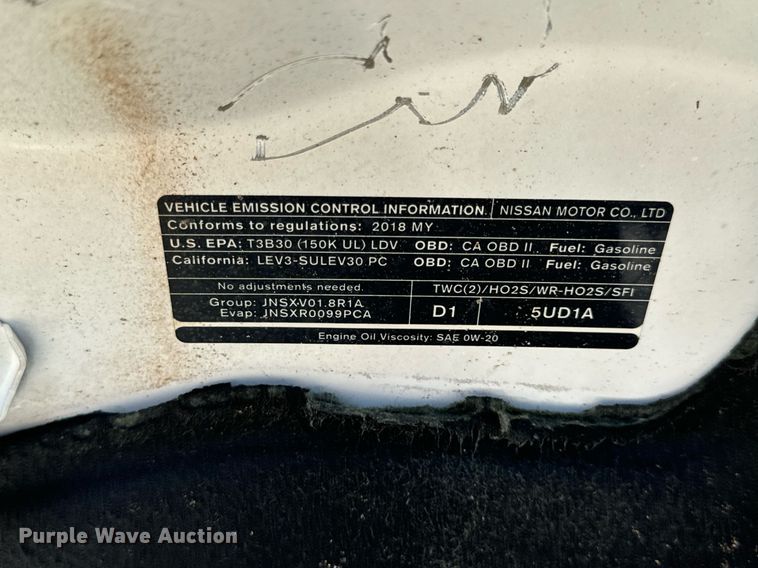 VEHICLE EMISSION CONTROL INFORMATION NISSAN MOTOR CO., LTD
Conforms to regulations: 2018 MY
U.S. EPA: T3B30 (150K UL) LDV OBD: CA OBD II Fuel: Gasoline
California: LEV3-SULEV30 PC OBD: CA OBD II Fuel: Gasoline
No adjustments needed. TWC(2)/HO2S/WR-HO2S/SFI
Group: JNSXV01.8R1A
Evap: JNSXR0099PCA D1 5UD1A
Engine Oil Viscosity: SAE 0W-20
Purple Wave Auction